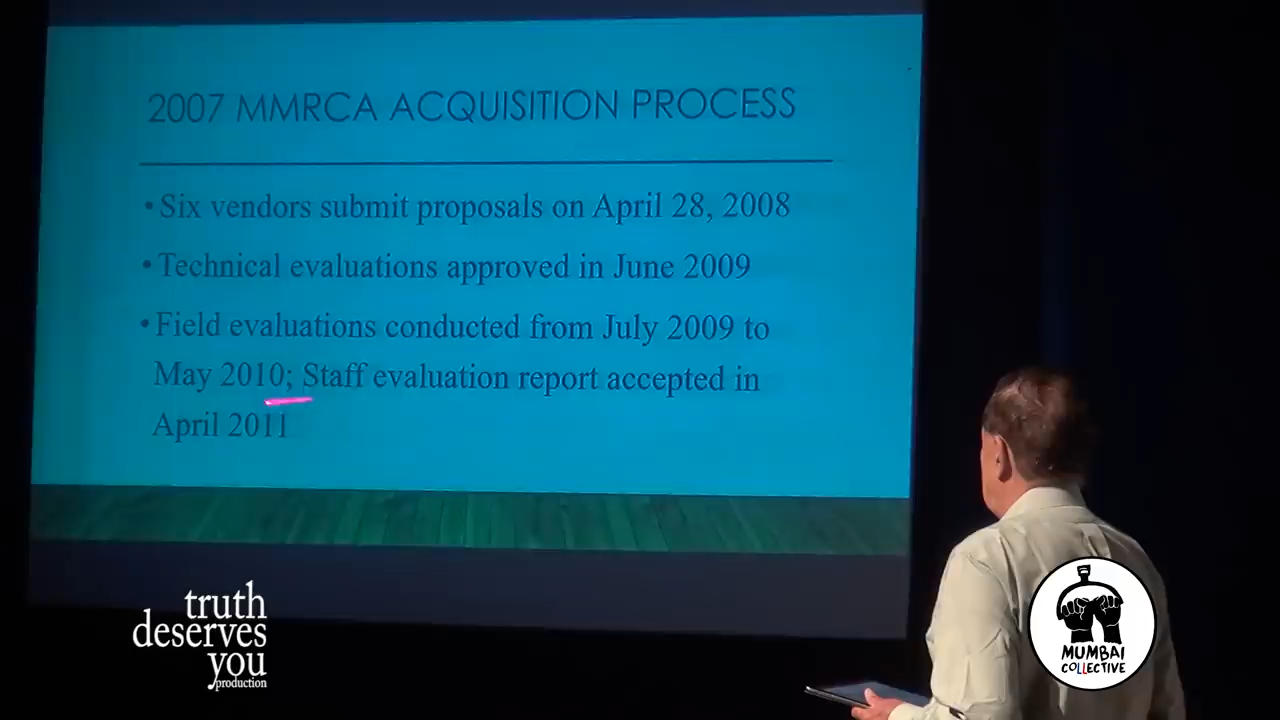 2007 MMRCA ACQUISITION PROCESS
• Six vendors submit proposals on April 28, 2008
• Technical evaluations approved in June 2009
• Field evaluations conducted from July 2009 to
May 2010; Staff evaluation report accepted in
April 2011
truth
deserves
you
production
MUMBAI
COLLECTIVE